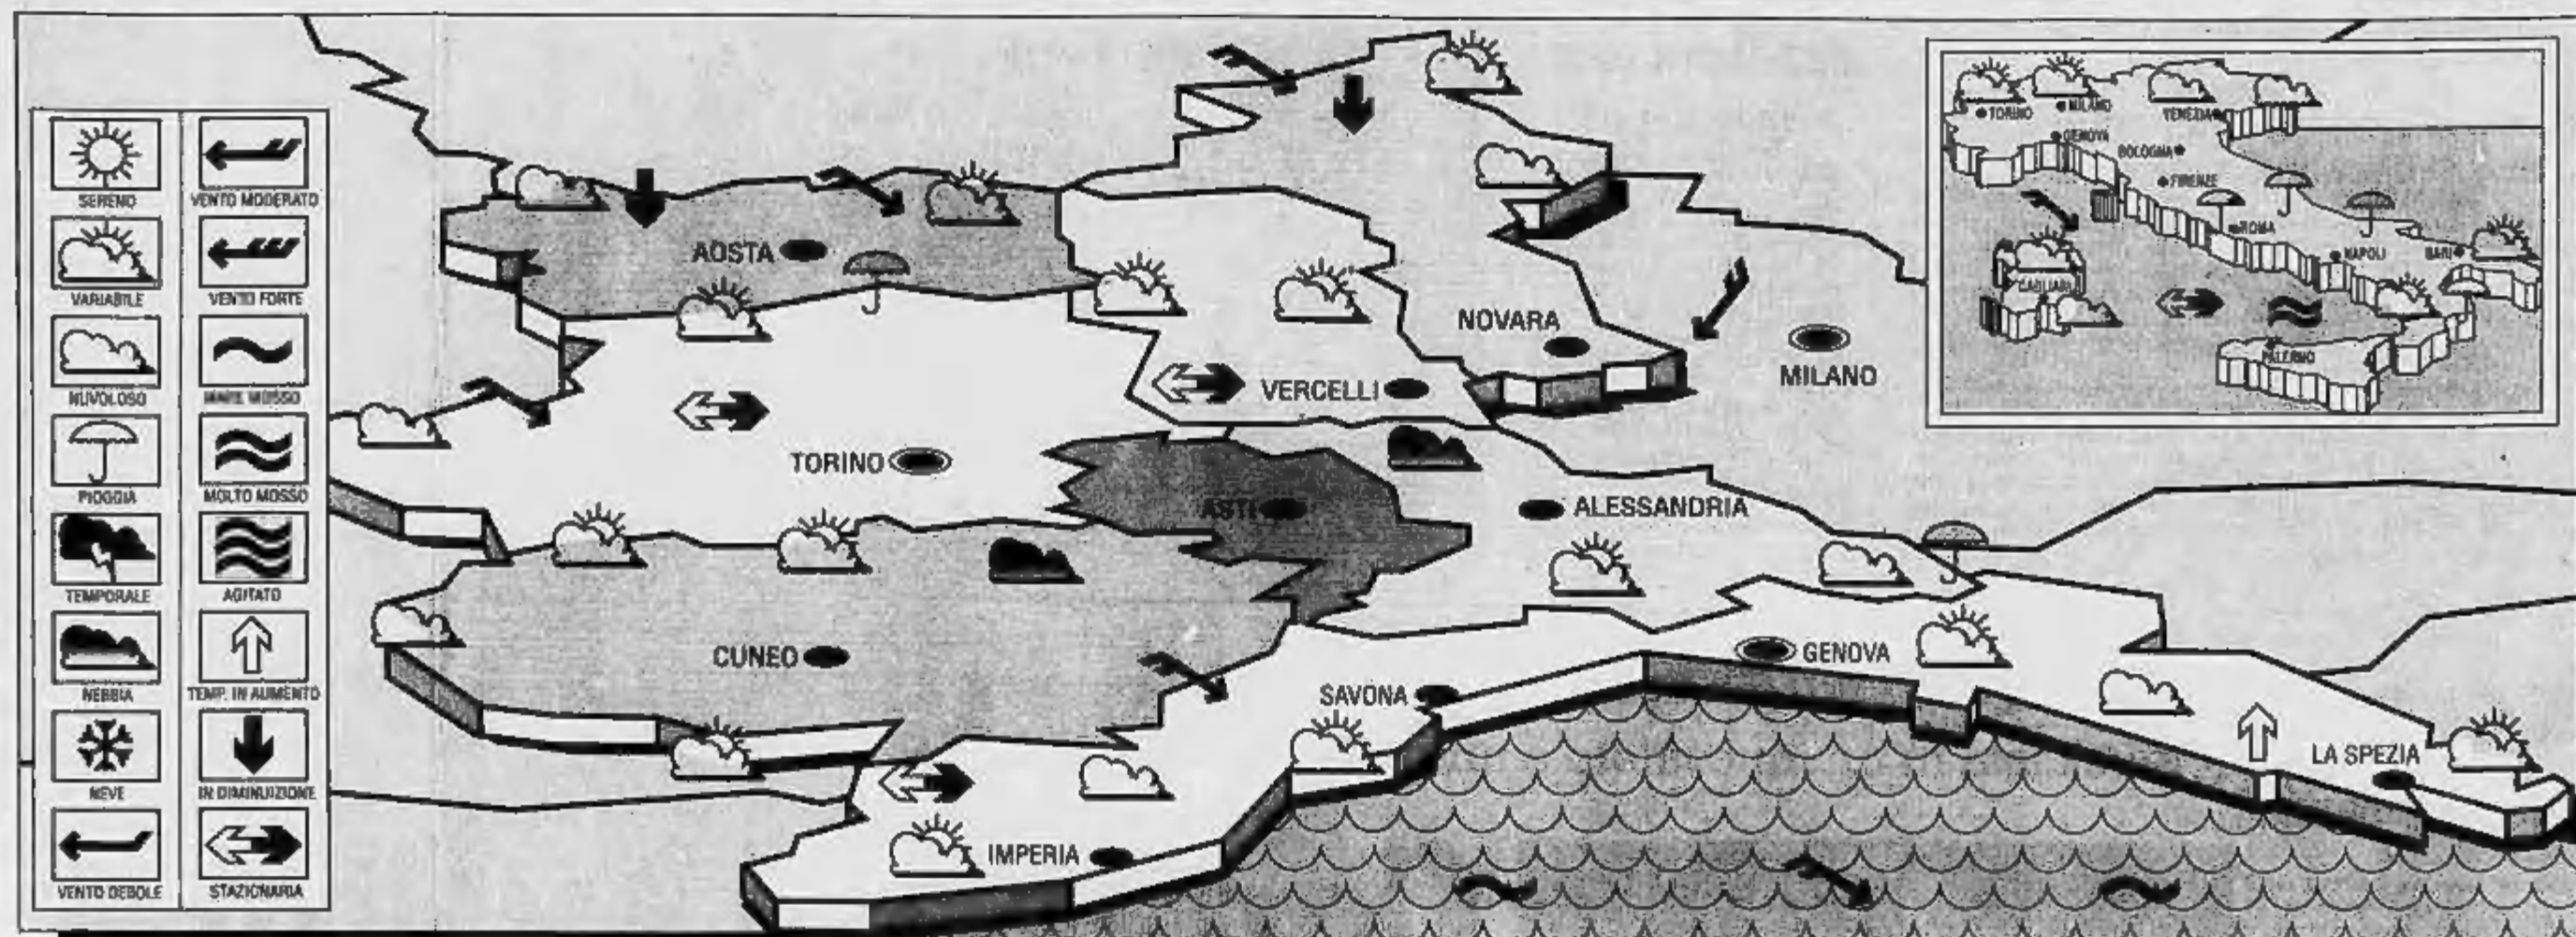 SERENO
VENTO MODERATO
VARIABILE
VENTO FORTE
NUVOLOSO
MARE MOSSO
PIOGGIA
MOLTO MOSSO
TEMPORALE
AGITATO
NEBBIA
TEMP. IN AUMENTO
NEVE
IN DIMINUIZIONE
VENTO DEBOLE
STAZIONARIA
AOSTA
NOVARA
MILANO
VERCELLI
TORINO
ASTI
ALESSANDRIA
CUNEO
GENOVA
SAVONA
LA SPEZIA
IMPERIA
TORINO
MILANO
VENEZIA
GENOVA
BOLOGNA
FIRENZE
ROMA
NAPOLI
BARI
CAGLIARI
PALERMO